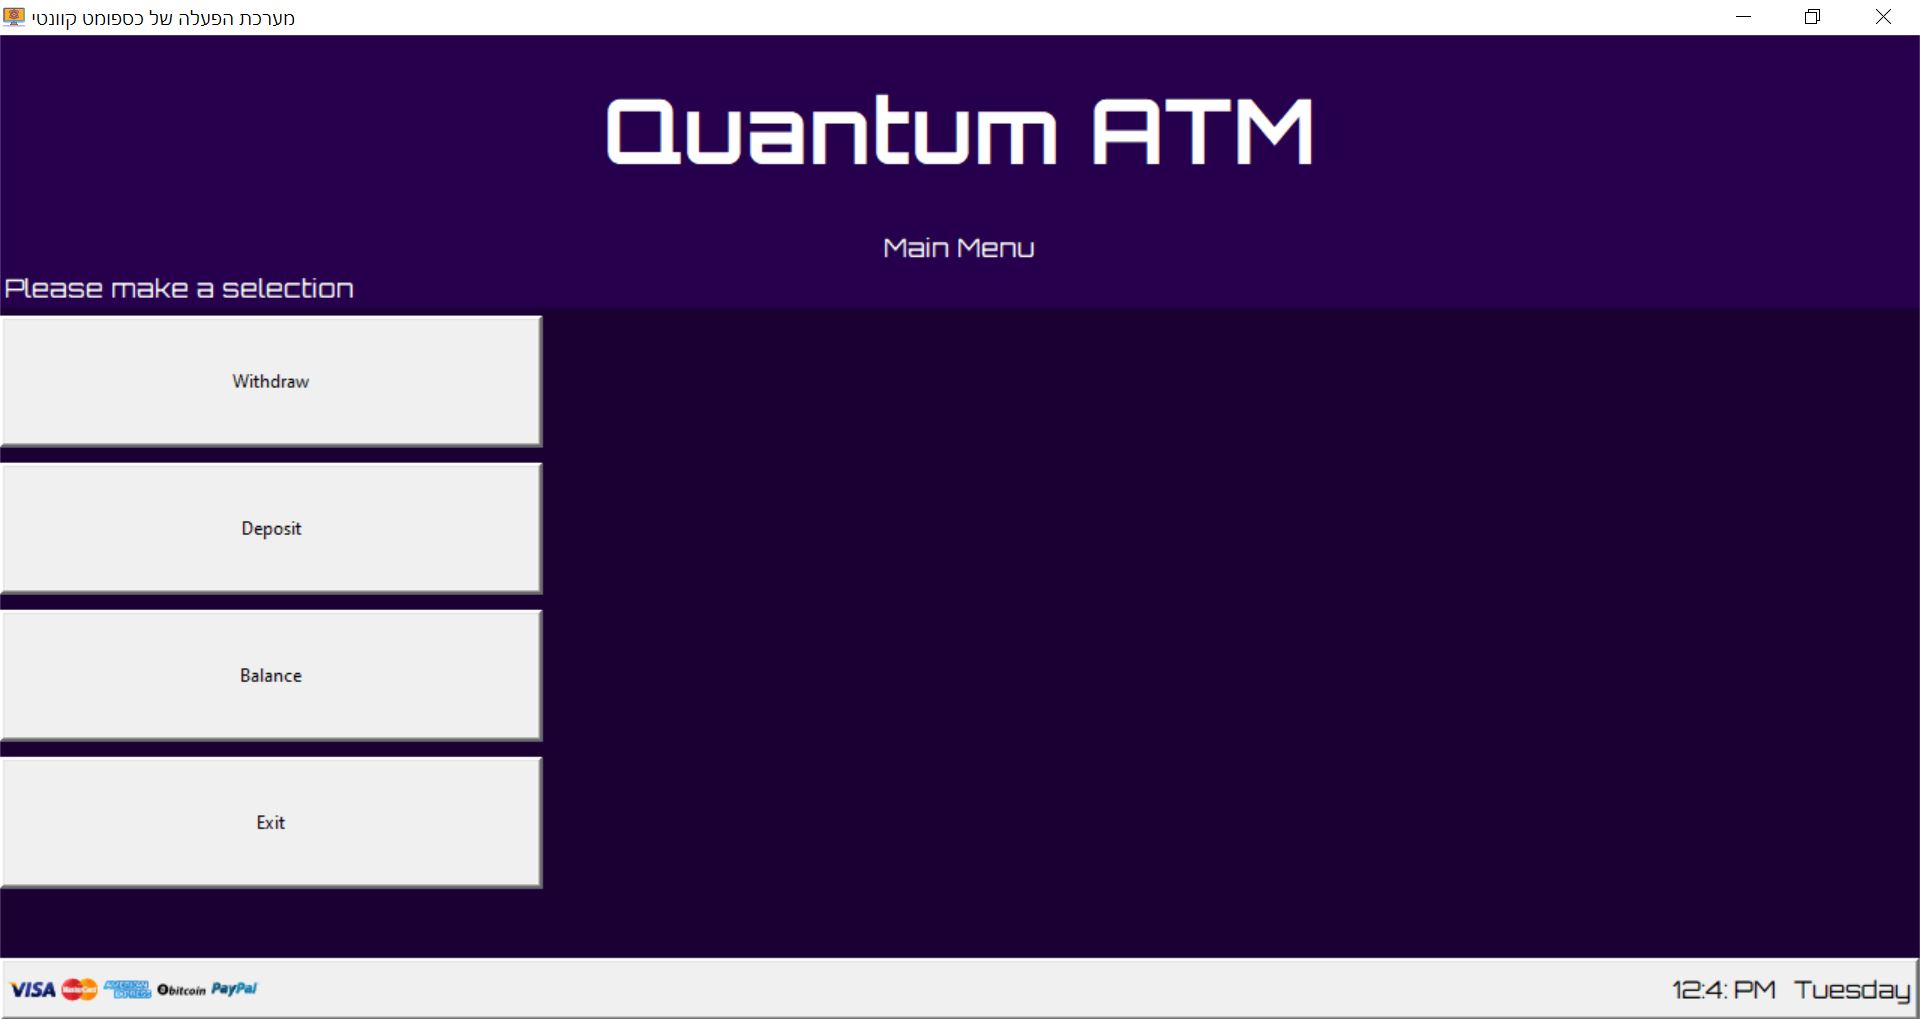 מערכת הפעלה של כספומט קוונטי
Quantum ATM
Main Menu
Please make a selection
Withdraw
Deposit
Balance
Exit
VISA MasterCard AMERICAN EXPRESS bitcoin PayPal 12:4: PM Tuesday